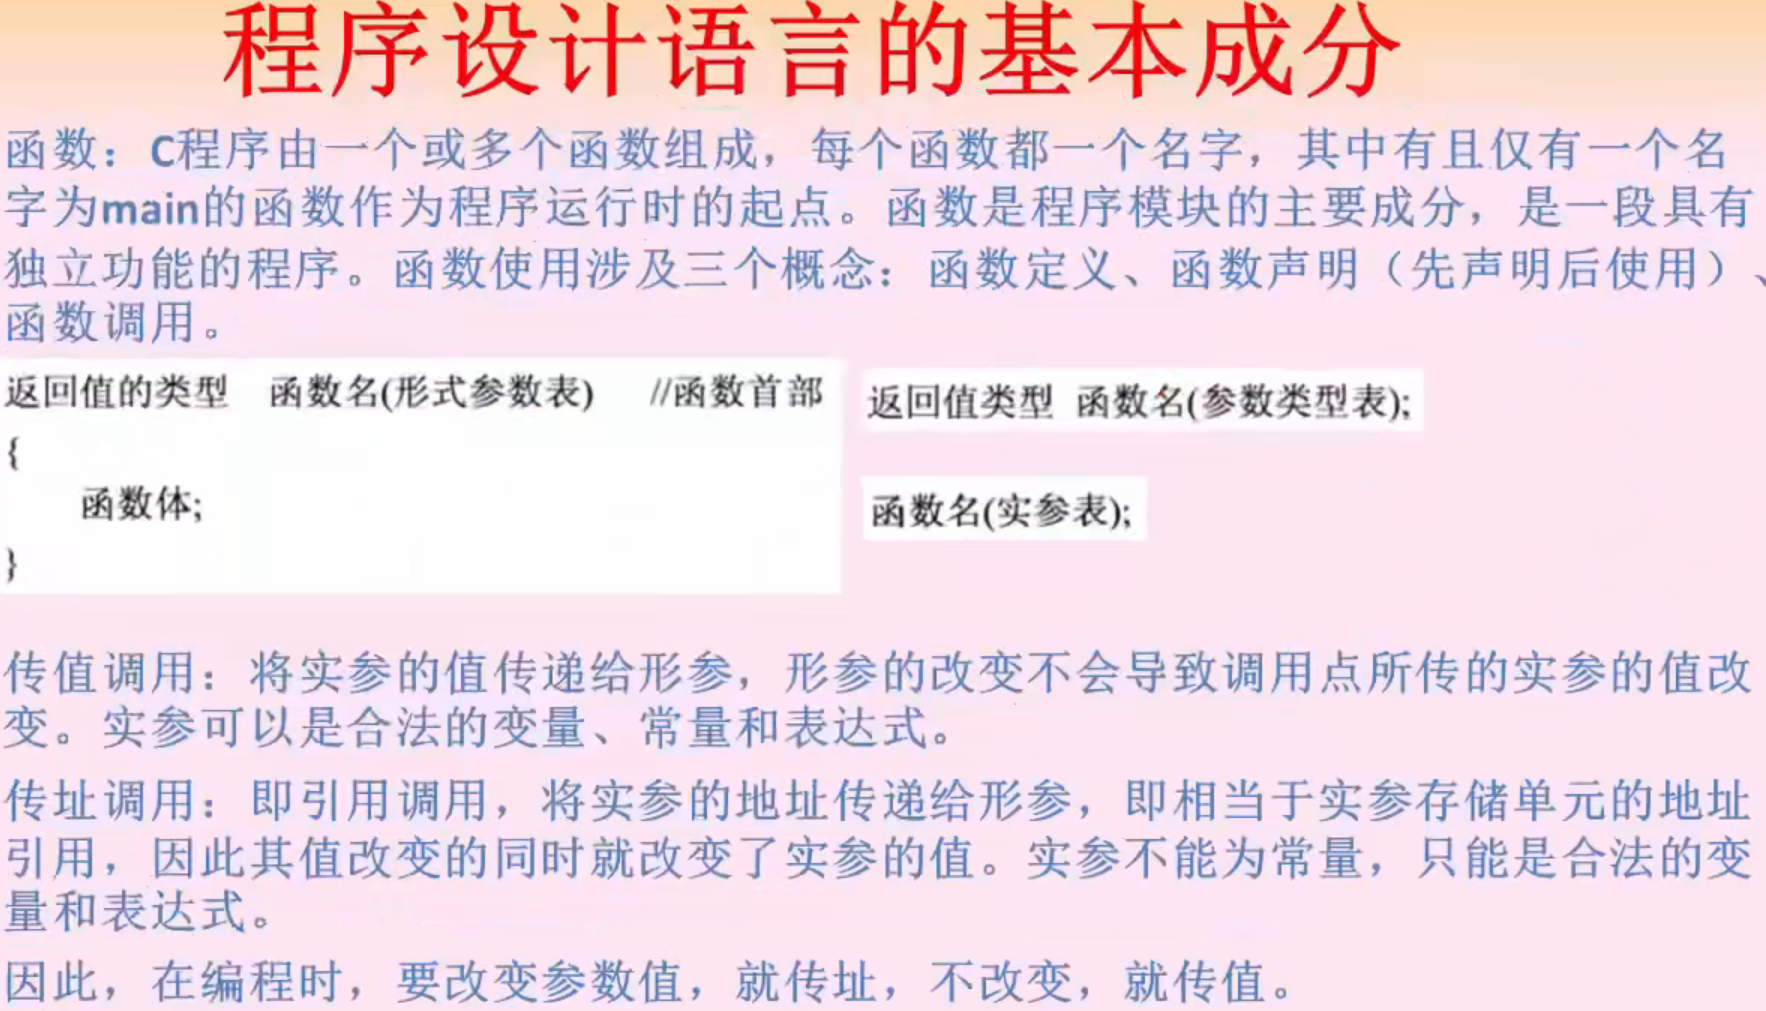 程序设计语言的基本成分
函数：C程序由一个或多个函数组成，每个函数都一个名字，其中有且仅有一个名
字为main的函数作为程序运行时的起点。函数是程序模块的主要成分，是一段具有
独立功能的程序。函数使用涉及三个概念：函数定义、函数声明（先声明后使用）、
函数调用。
返回值的类型 函数名(形式参数表) //函数首部
{
函数体;
}
返回值类型 函数名(参数类型表);
函数名(实参表);
传值调用：将实参的值传递给形参，形参的改变不会导致调用点所传的实参的值改
变。实参可以是合法的变量、常量和表达式。
传址调用：即引用调用，将实参的地址传递给形参，即相当于实参存储单元的地址
引用，因此其值改变的同时就改变了实参的值。实参不能为常量，只能是合法的变
量和表达式。
因此，在编程时，要改变参数值，就传址，不改变，就传值。